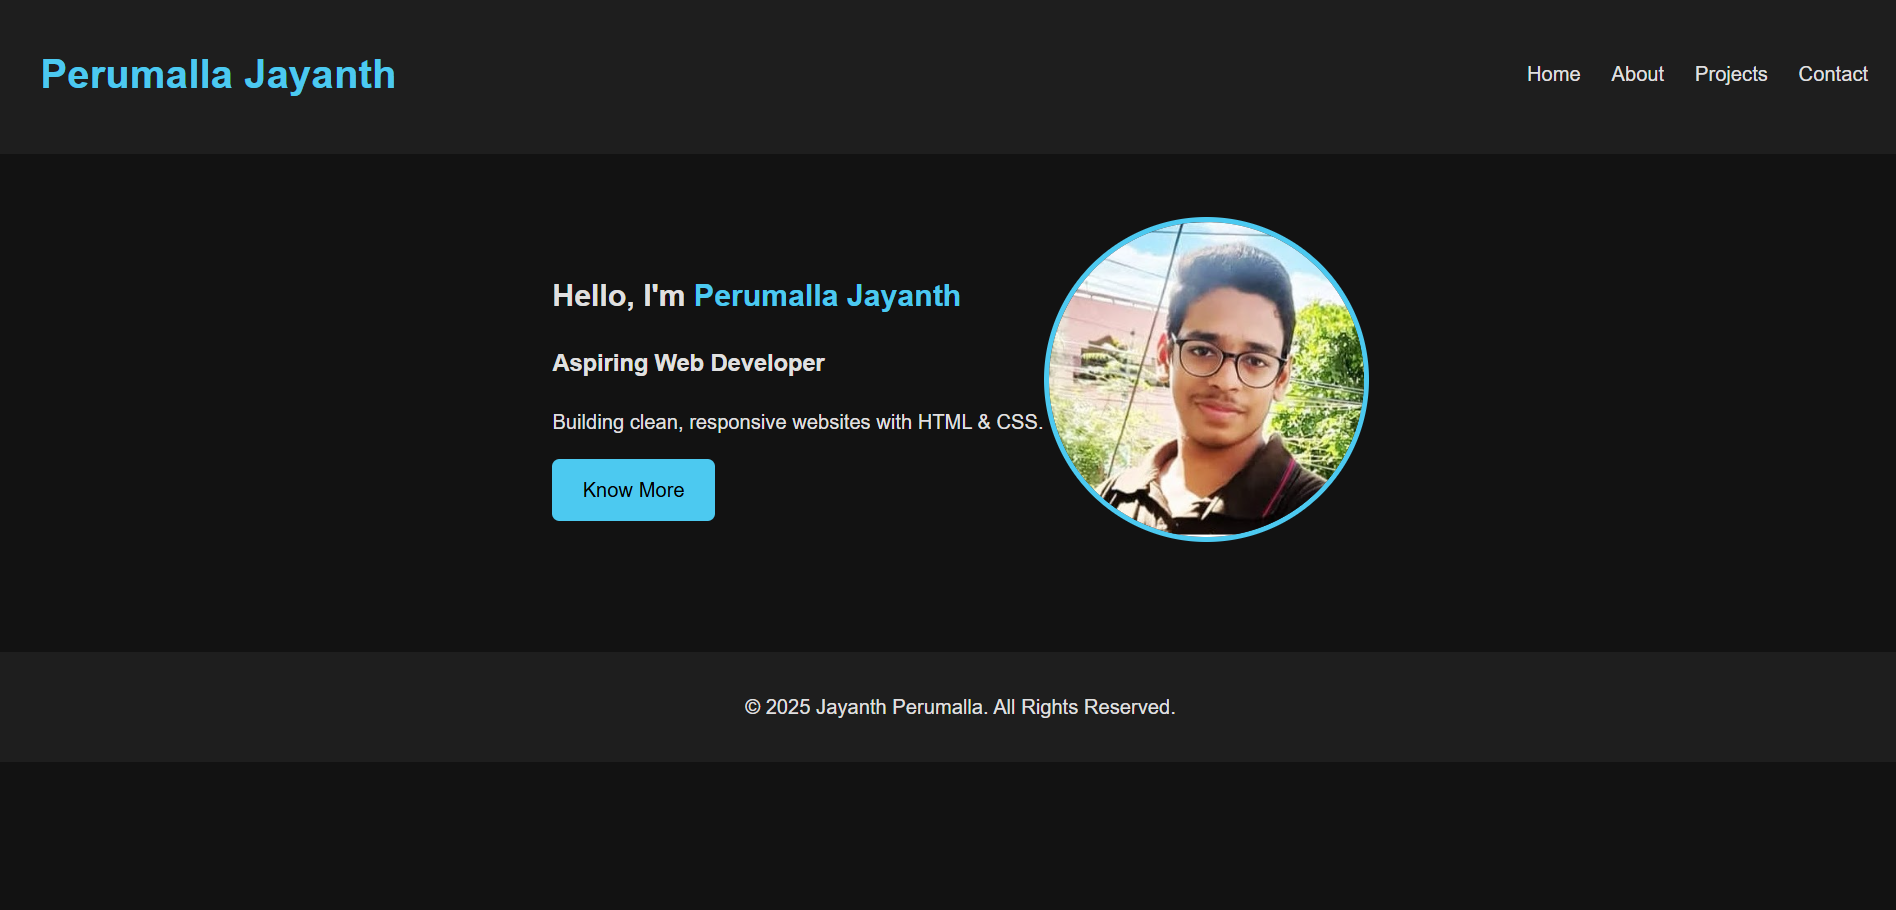 Perumalla Jayanth
Home About Projects Contact
Hello, I'm Perumalla Jayanth
Aspiring Web Developer
Building clean, responsive websites with HTML & CSS.
Know More
© 2025 Jayanth Perumalla. All Rights Reserved.